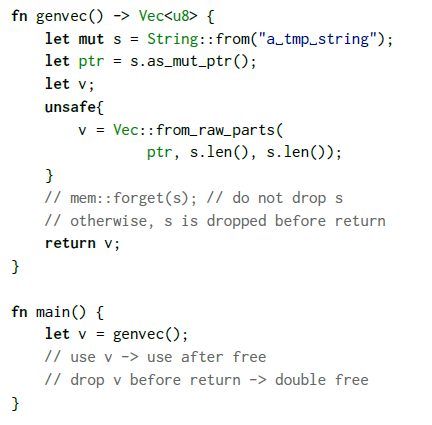 fn genvec() -> Vec<u8> {
    let mut s = String::from("a␣tmp␣string");
    let ptr = s.as_mut_ptr();
    let v;
    unsafe{
        v = Vec::from_raw_parts(
                ptr, s.len(), s.len());
    }
    // mem::forget(s); // do not drop s
    // otherwise, s is dropped before return
    return v;
}

fn main() {
    let v = genvec();
    // use v -> use after free
    // drop v before return -> double free
}